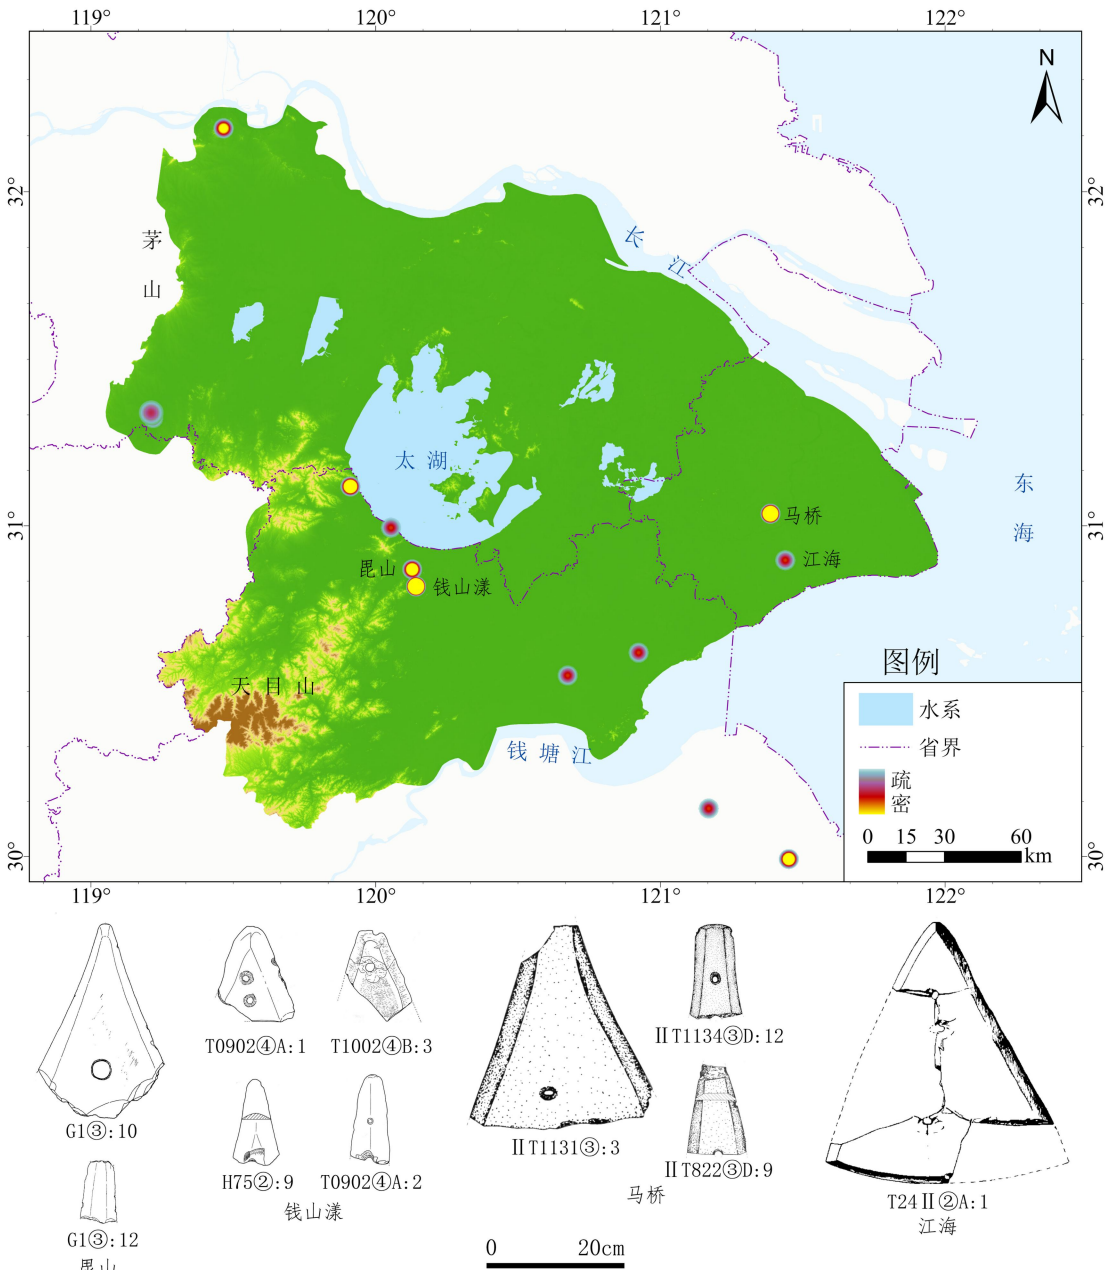 119° 120° 121° 122°
N
32° 32°
长江
茅山
太湖
东海
31° 31°
马桥
江海
昆山
钱山漾
天目山
钱塘江
图例
水系
省界
疏
密
0 15 30 60
km
30° 30°
119° 120° 121° 122°
T0902④A:1 T1002④B:3
ⅡT1134③D:12
G1③:10
ⅡT1131③:3
H75②:9 T0902④A:2
ⅡT822③D:9
T24Ⅱ②A:1
钱山漾
马桥
江海
G1③:12
昆山
0 20cm